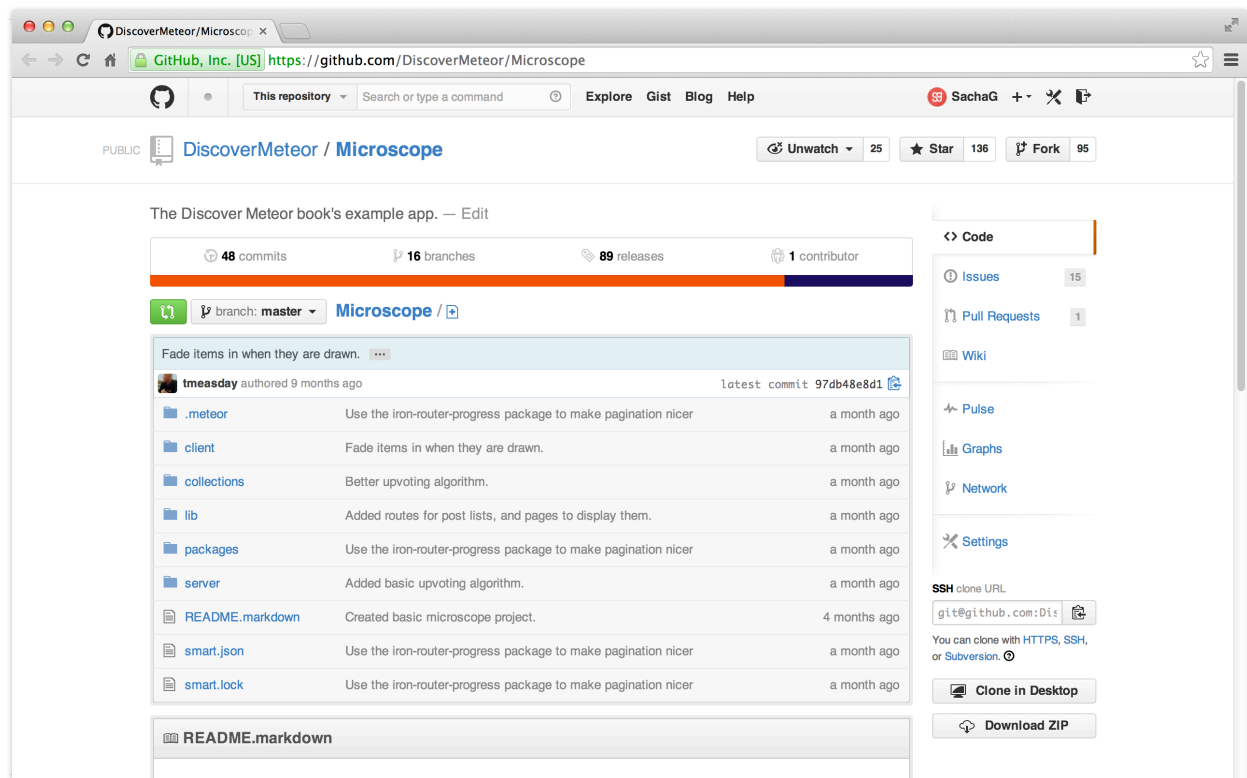 DiscoverMeteor/Microscop
GitHub, Inc. [US] https://github.com/DiscoverMeteor/Microscope
This repository Search or type a command Explore Gist Blog Help SachaG
PUBLIC DiscoverMeteor / Microscope Unwatch 25 Star 136 Fork 95
The Discover Meteor book's example app. — Edit
48 commits 16 branches 89 releases 1 contributor
branch: master Microscope /
Fade items in when they are drawn. ...
tmeasday authored 9 months ago latest commit 97db48e8d1
.meteor Use the iron-router-progress package to make pagination nicer a month ago
client Fade items in when they are drawn. a month ago
collections Better upvoting algorithm. a month ago
lib Added routes for post lists, and pages to display them. a month ago
packages Use the iron-router-progress package to make pagination nicer a month ago
server Added basic upvoting algorithm. a month ago
README.markdown Created basic microscope project. 4 months ago
smart.json Use the iron-router-progress package to make pagination nicer a month ago
smart.lock Use the iron-router-progress package to make pagination nicer a month ago
README.markdown
Code
Issues 15
Pull Requests 1
Wiki
Pulse
Graphs
Network
Settings
SSH clone URL
git@github.com:Dis
You can clone with HTTPS, SSH,
or Subversion.
Clone in Desktop
Download ZIP